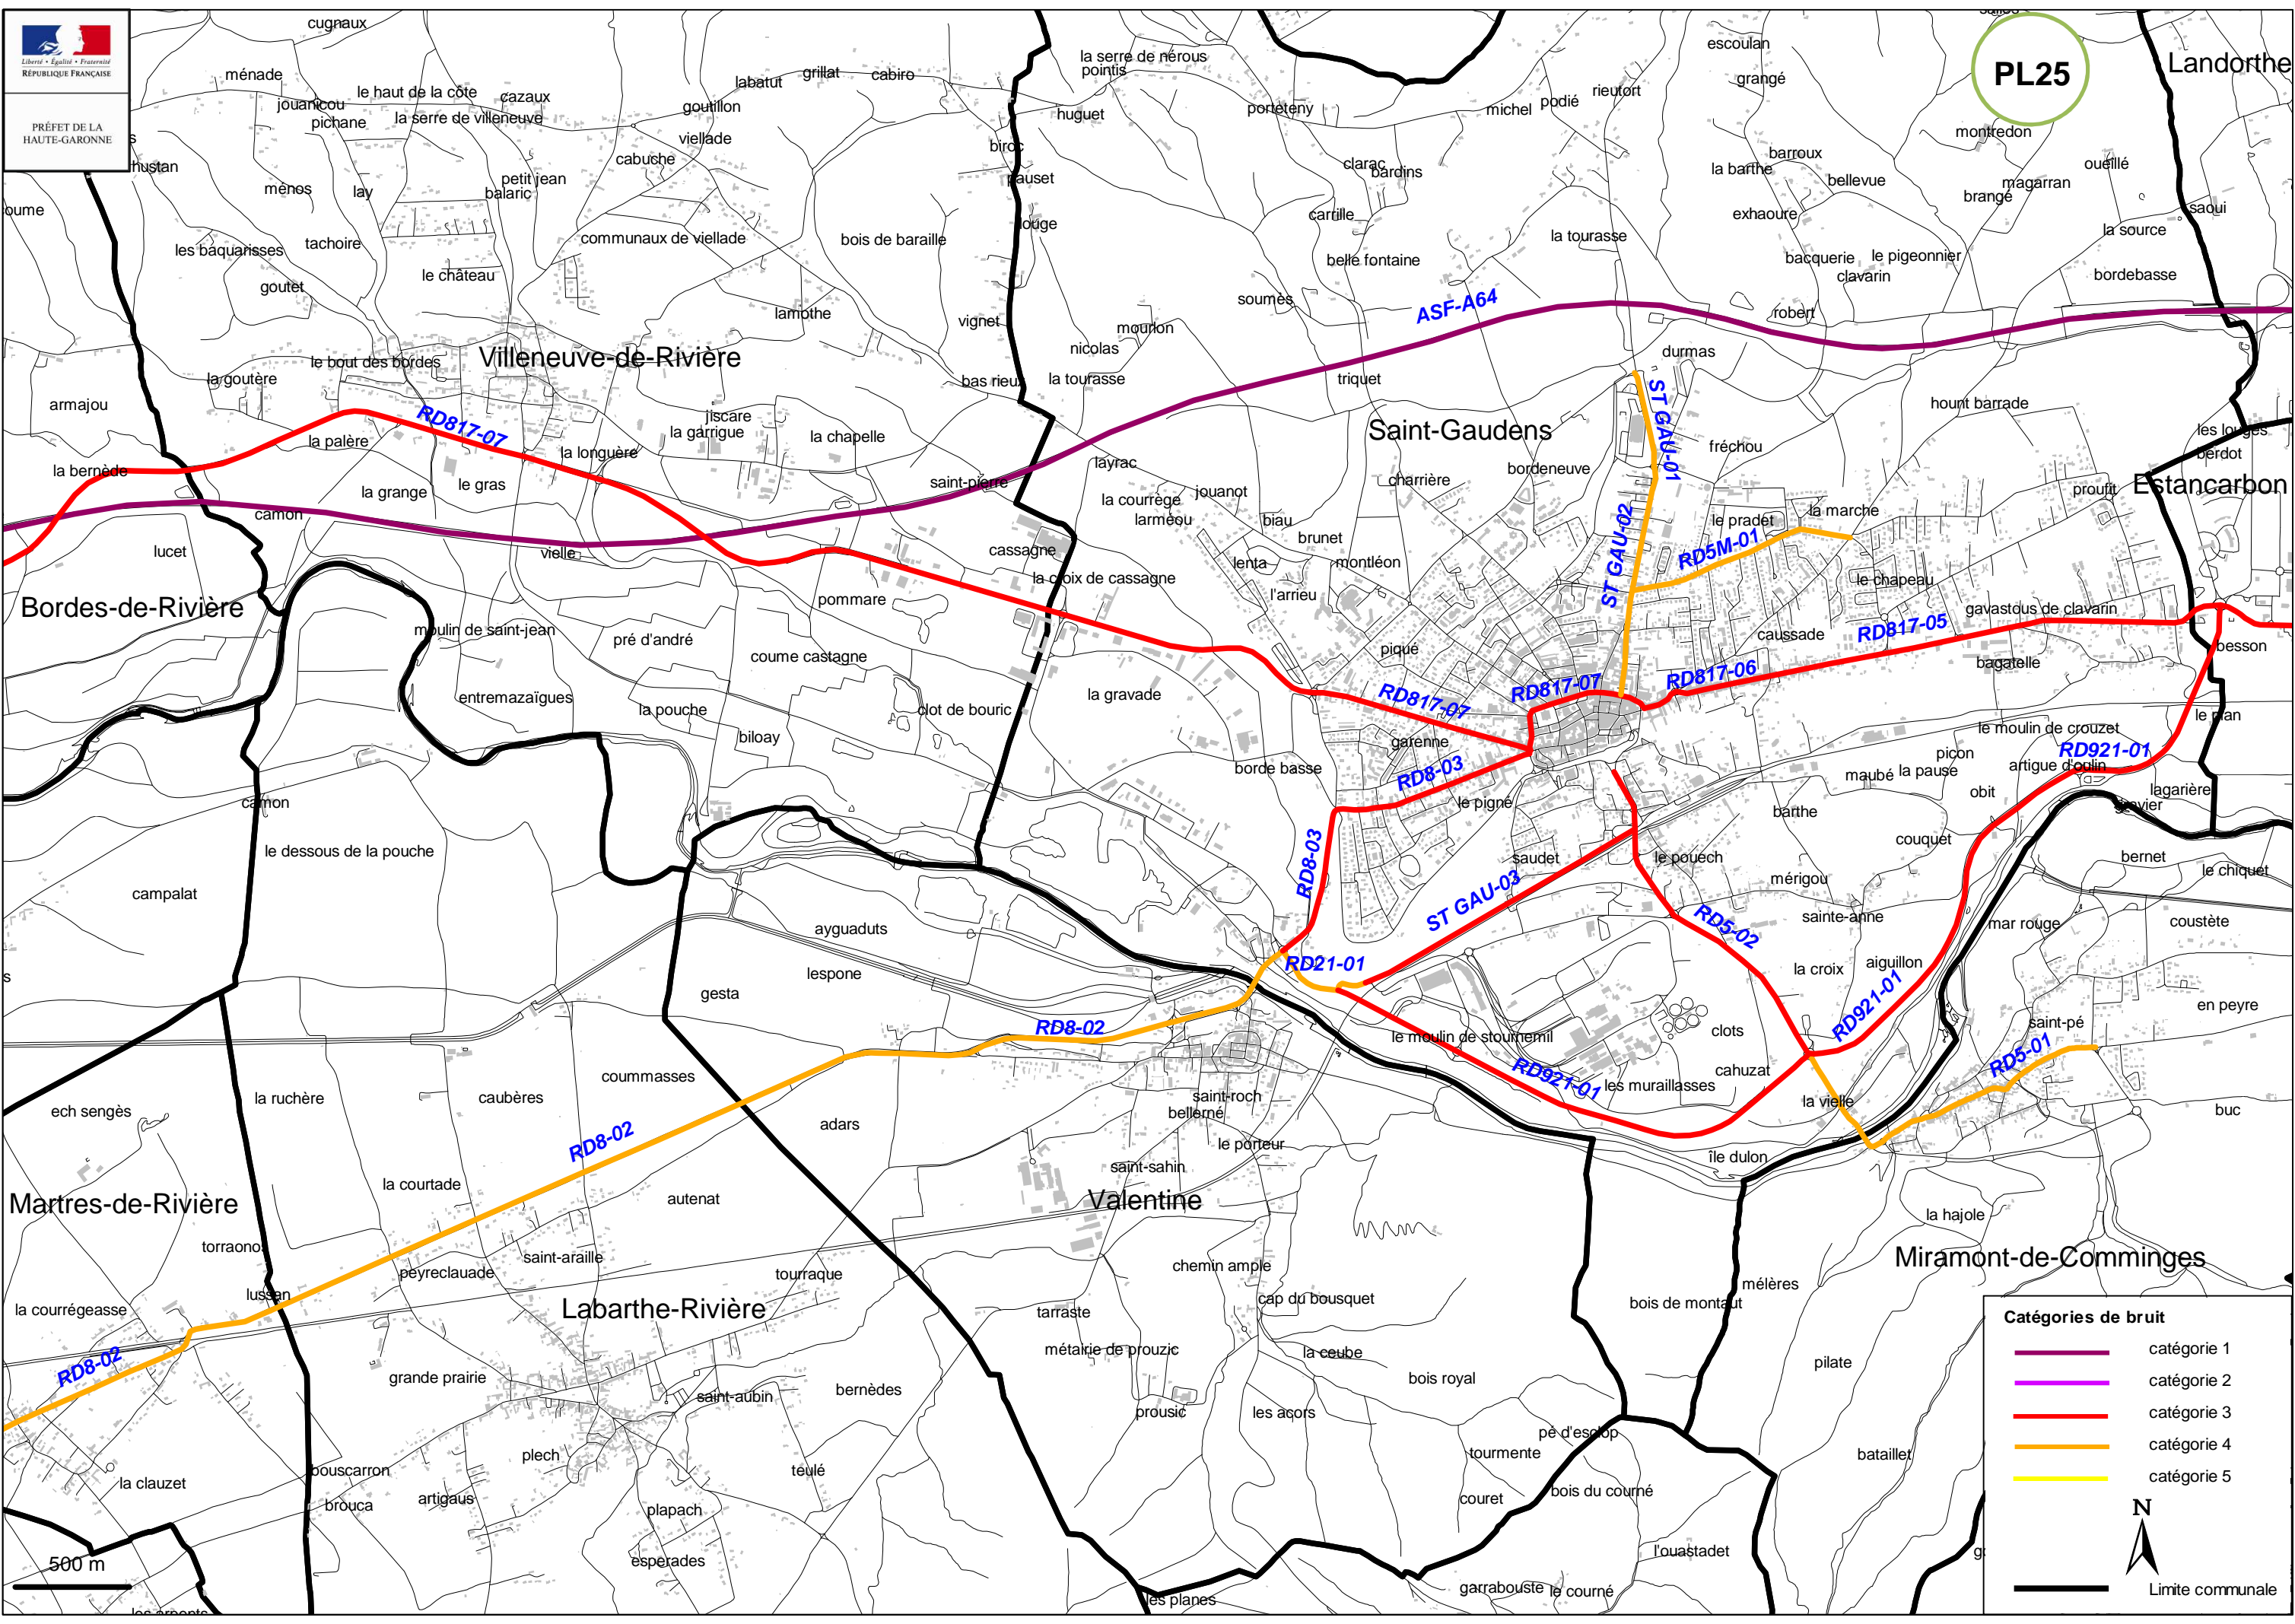 Liberté • Égalité • Fraternité
RÉPUBLIQUE FRANÇAISE
PRÉFET DE LA
HAUTE-GARONNE
PL25
cugnaux
ménade
jouanicou
pichane
le haut de la côte
cazaux
la serre de villeneuve
labatut
grillat
cabiro
goutillon
viellade
cabuche
la serre de nérous
pointis
huguet
biroc
pauset
louge
porteteny
michel
podié
rieutort
escoulan
grangé
Landorthe
montredon
hustan
oume
menos
lay
petit jean
balaric
clarac
bardins
carrille
la barthe
barroux
bellevue
exhaoure
brangé
magarran
oueillé
saoui
la source
les baquarisses
tachoire
goutet
le château
communaux de viellade
bois de baraille
belle fontaine
la tourasse
bacquerie
le pigeonnier
clavarin
bordebasse
lamothe
vignet
soumès
mourlon
nicolas
ASF-A64
robert
durmas
Villeneuve-de-Rivière
le bout des bordes
la goutère
armajou
bas rieux
la tourasse
triquet
hount barrade
RD817-07
jiscare
la garrigue
la chapelle
la palère
la longuère
la bernède
la grange
le gras
Saint-Gaudens
ST GAU-01
fréchou
bordeneuve
charrière
les louges
berdot
Estancarbon
proufit
saint-pierre
layrac
la courrège
larmeou
jouanot
biau
brunet
camon
lucet
vielle
cassagne
la croix de cassagne
lenta
l'arrieu
montléon
ST GAU-02
le pradet
la marche
RD5M-01
le chapeau
Bordes-de-Rivière
pommare
moulin de saint-jean
pré d'andré
coume castagne
entremazaïgues
la pouche
biloay
clot de bouric
la gravade
piqué
caussade
RD817-05
gavastous de clavarin
bagatelle
besson
RD817-06
RD817-07
RD817-07
garenne
borde basse
RD8-03
le pigné
le plan
le moulin de crouzet
RD921-01
picon
artigue d'oulin
maubé
la pause
obit
lagarière
barthe
couquet
camon
le dessous de la pouche
campalat
RD8-03
saudet
le pouech
mérigou
ST GAU-03
RD5-02
sainte-anne
bernet
le chiquet
coustète
mar rouge
ayguaduts
lespone
gesta
RD21-01
la croix
aiguillon
RD921-01
en peyre
saint-pé
RD5-01
RD8-02
le moulin de stournemil
clots
cahuzat
RD921-01
les muraillasses
la vielle
buc
coummasses
caubères
la ruchère
ech sengès
adars
RD8-02
saint-roch
bellerné
le porteur
saint-sahin
île dulon
Martres-de-Rivière
la courtade
autenat
Valentine
la hajole
torraonos
saint-araille
peyreclauade
tourraque
chemin ample
Miramont-de-Comminges
mélères
lussan
la courrégeasse
Labarthe-Rivière
cap du bousquet
tarraste
bois de montaut
RD8-02
métairie de prouzic
la ceube
pilate
grande prairie
saint-aubin
bernèdes
bois royal
prousic
les acors
pé d'esclop
tourmente
bataillet
plech
bouscarron
teulé
la clauzet
brouca
artigaus
plapach
couret
bois du courné
esperades
l'ouastadet
garrabouste
le courné
les planes
500 m
Catégories de bruit
catégorie 1
catégorie 2
catégorie 3
catégorie 4
catégorie 5
N
Limite communale